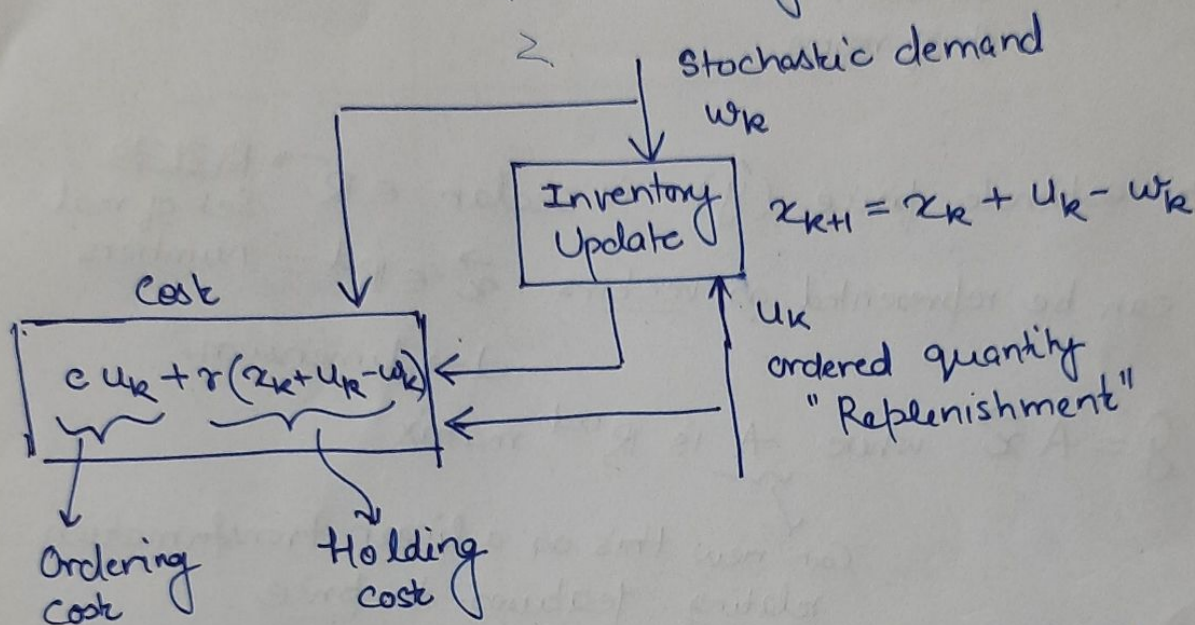 Stochastic demand
wₖ
Inventory
Update
xₖ₊₁ = xₖ + uₖ - wₖ
Cost
c uₖ + r(xₖ+uₖ-wₖ)
uₖ
ordered quantity
"Replenishment"
Ordering
Cost
Holding
cost